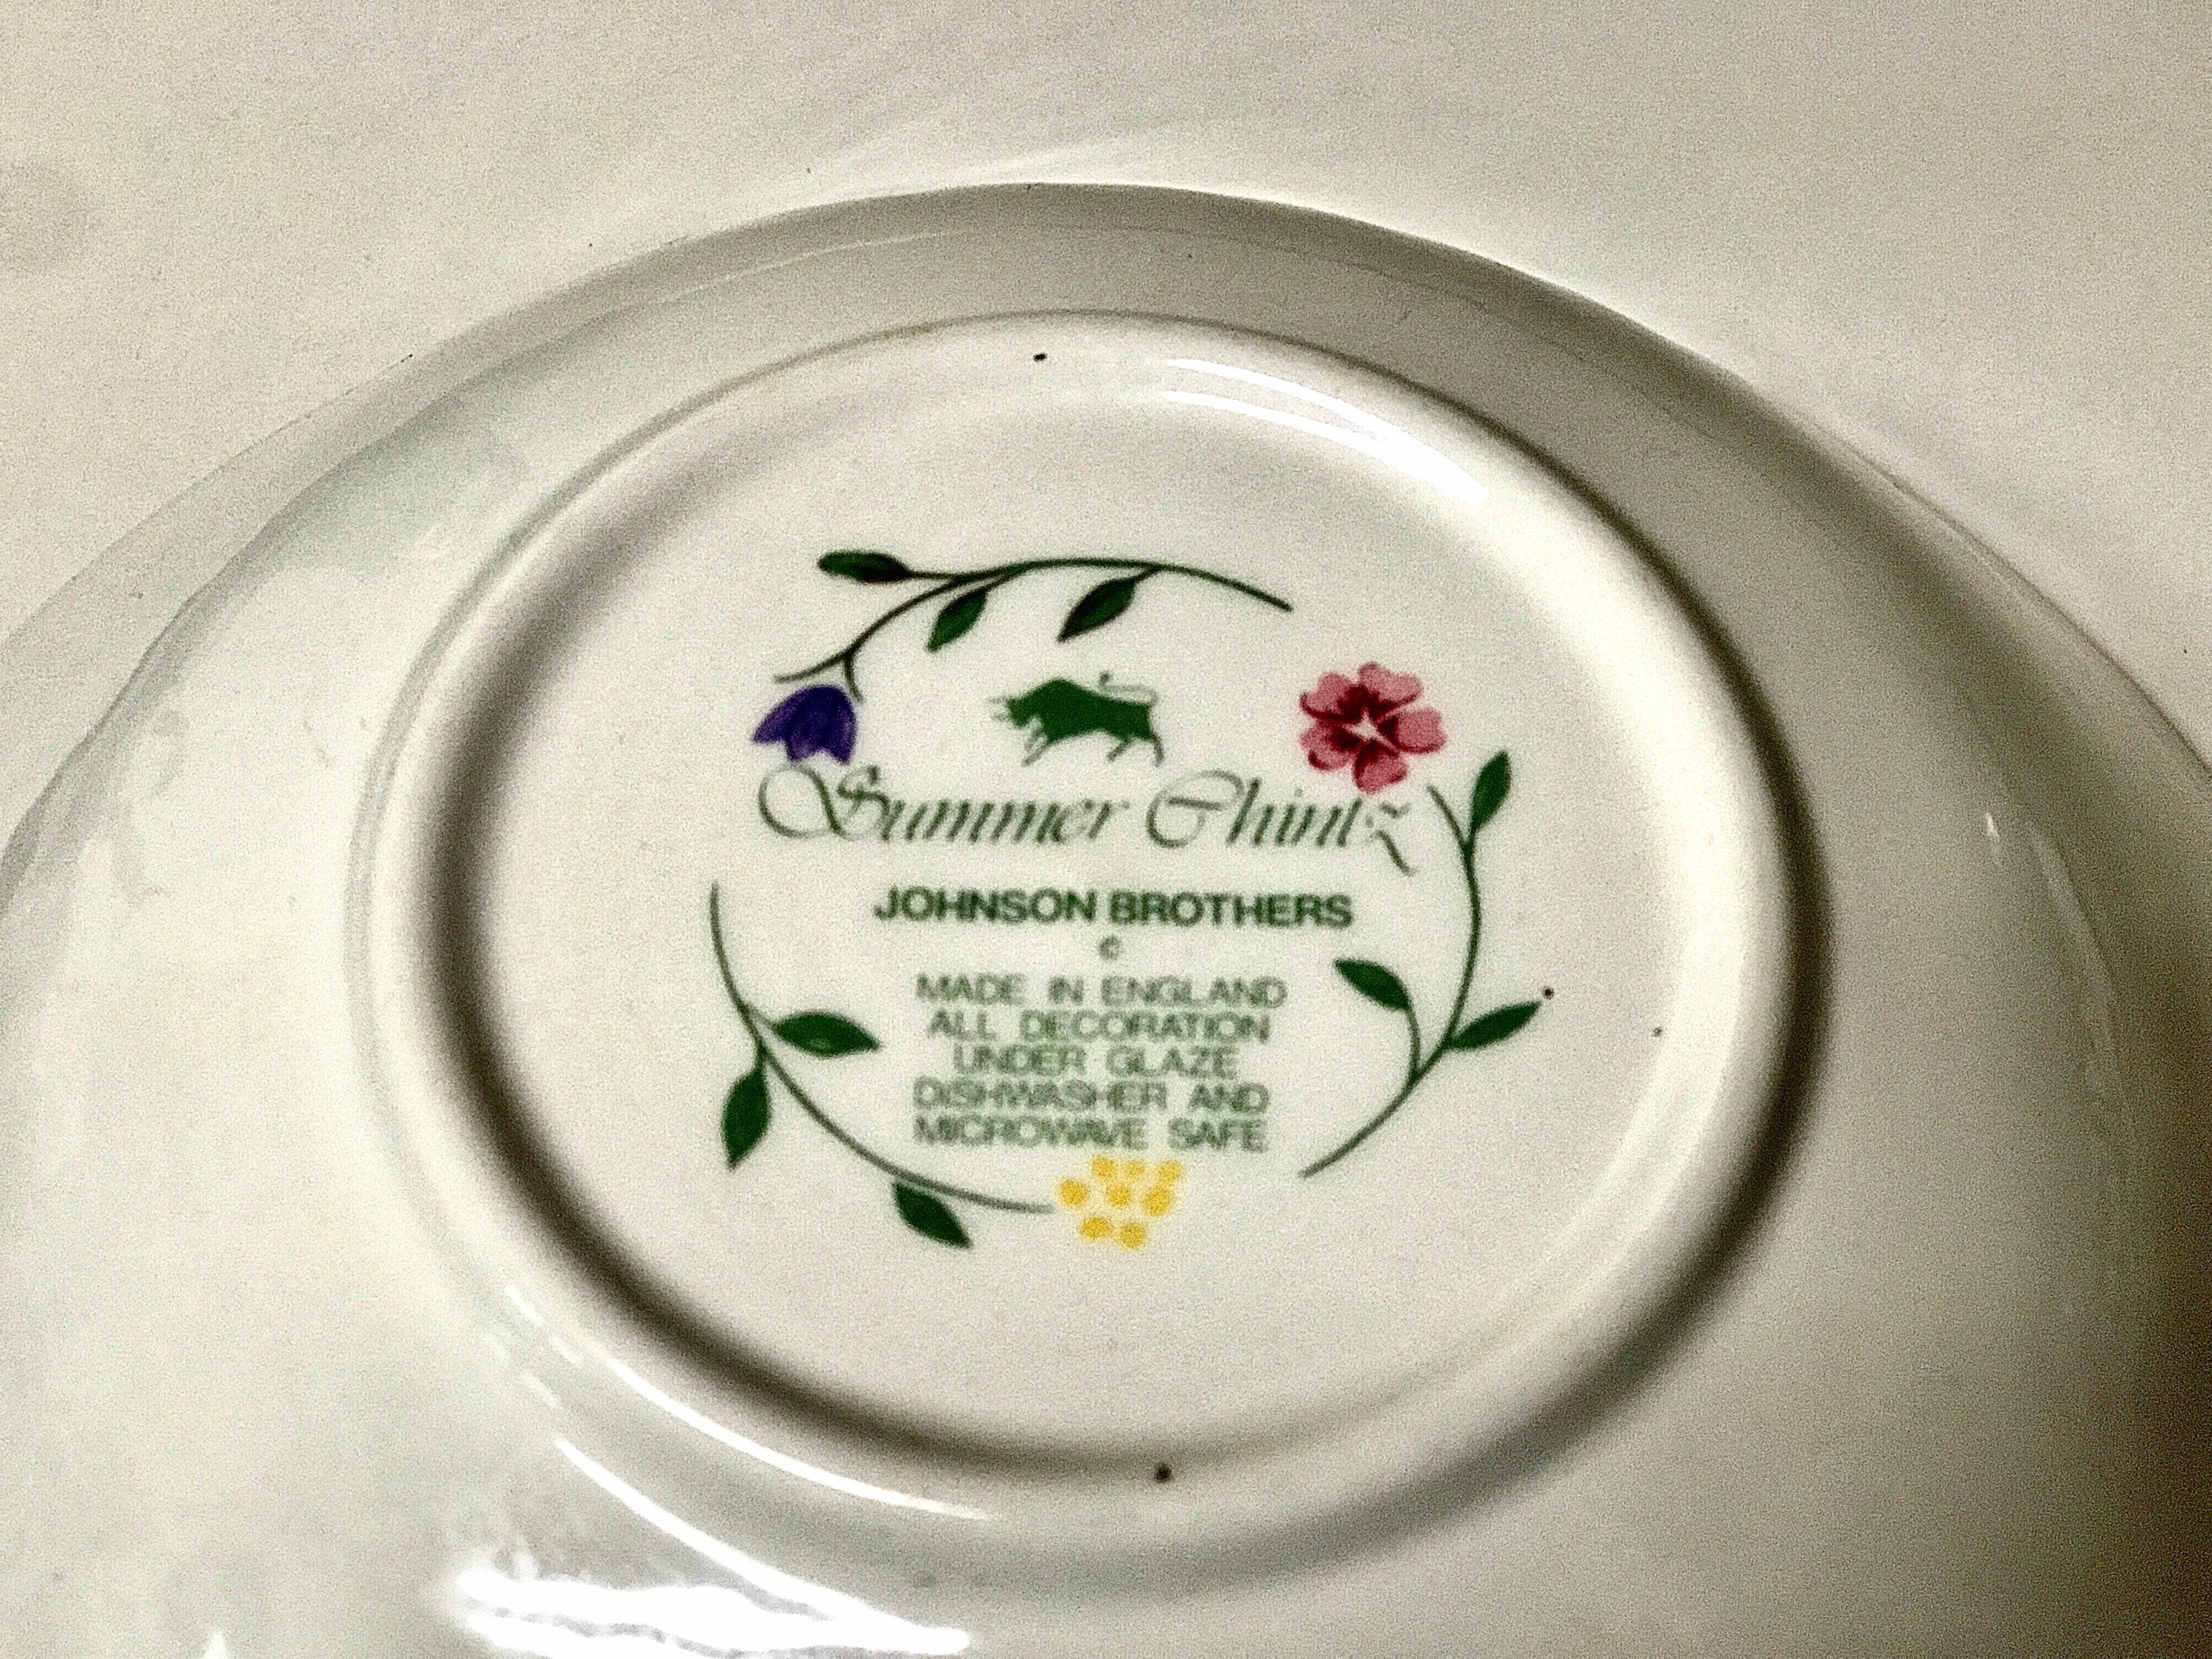 Summer Chintz
JOHNSON BROTHERS
©
MADE IN ENGLAND
ALL DECORATION
UNDER GLAZE
DISHWASHER AND
MICROWAVE SAFE